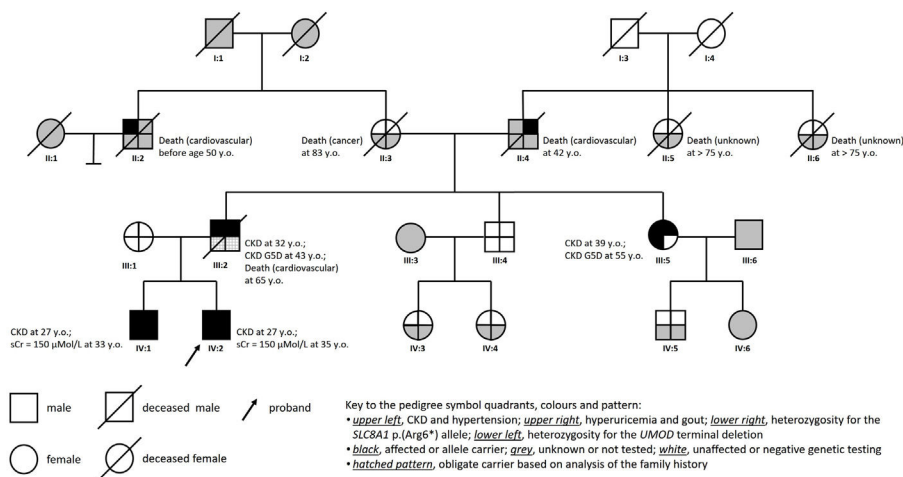 I:1
I:2
I:3
I:4
II:1
II:2
Death (cardiovascular)
before age 50 y.o.
Death (cancer)
at 83 y.o.
II:3
II:4
Death (cardiovascular)
at 42 y.o.
II:5
Death (unknown)
at > 75 y.o.
II:6
Death (unknown)
at > 75 y.o.
III:1
III:2
CKD at 32 y.o.;
CKD G5D at 43 y.o.;
Death (cardiovascular)
at 65 y.o.
III:3
III:4
CKD at 39 y.o.;
CKD G5D at 55 y.o.
III:5
III:6
CKD at 27 y.o.;
sCr = 150 µMol/L at 33 y.o.
IV:1
IV:2
CKD at 27 y.o.;
sCr = 150 µMol/L at 35 y.o.
IV:3
IV:4
IV:5
IV:6
male
deceased male
proband
female
deceased female
Key to the pedigree symbol quadrants, colours and pattern:
• upper left, CKD and hypertension; upper right, hyperuricemia and gout; lower right, heterozygosity for the
SLC8A1 p.(Arg6*) allele; lower left, heterozygosity for the UMOD terminal deletion
• black, affected or allele carrier; grey, unknown or not tested; white, unaffected or negative genetic testing
• hatched pattern, obligate carrier based on analysis of the family history